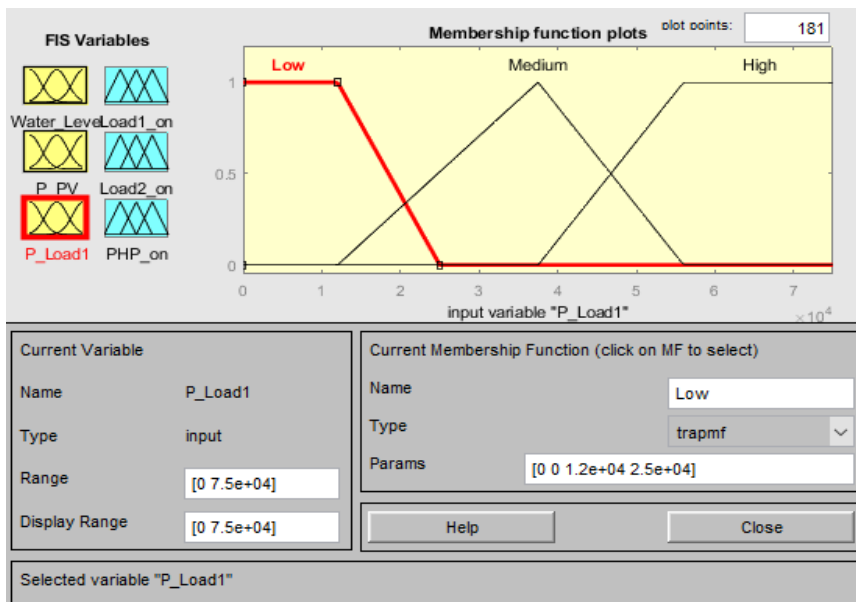 FIS Variables
Membership function plots
plot points:
181
Water_Level
Load1_on
P_PV
Load2_on
P_Load1
PHP_on
Low
Medium
High
1
0.5
0
0 1 2 3 4 5 6 7
×10^4
input variable "P_Load1"
Current Variable
Name P_Load1
Type input
Range [0 7.5e+04]
Display Range [0 7.5e+04]
Current Membership Function (click on MF to select)
Name Low
Type trapmf
Params [0 0 1.2e+04 2.5e+04]
Help Close
Selected variable "P_Load1"